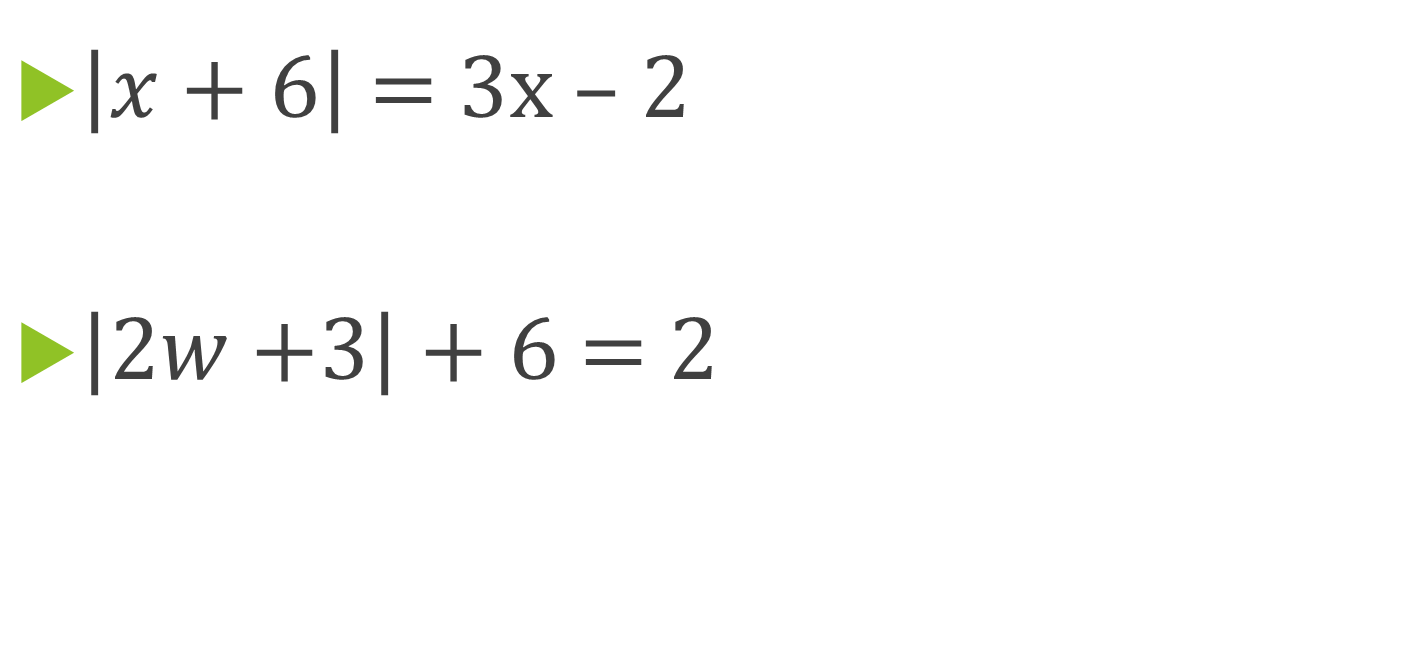 |x + 6| = 3x – 2
|2w +3| + 6 = 2